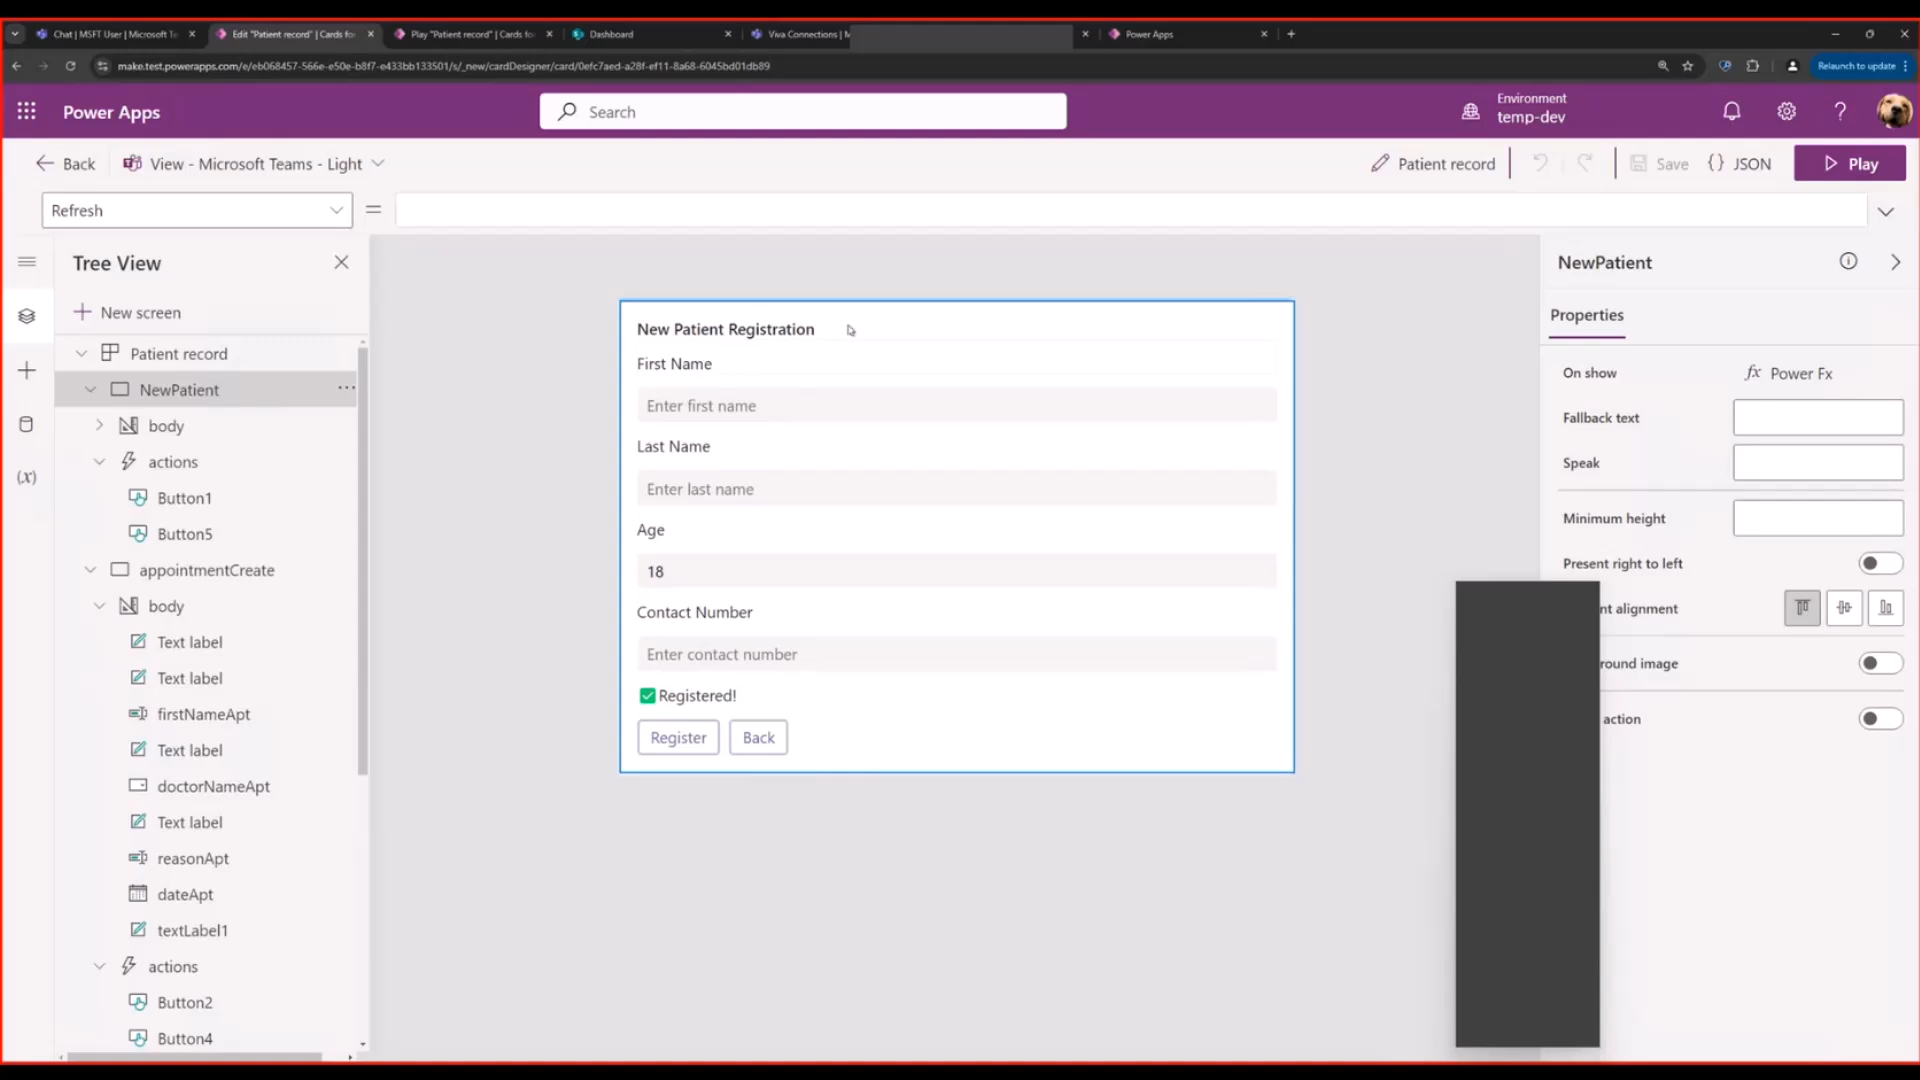 Chat | MSFT User | Microsoft Te
Edit "Patient record" | Cards fo
Play "Patient record" | Cards fo
Dashboard
Viva Connections | M
Power Apps
make.test.powerapps.com/e/eb068457-566e-e50e-b8f7-e433bb133501/s/_new/cardDesigner/card/0efc7aed-a28f-ef11-8a68-6045bd01db89
Relaunch to update
Power Apps
Search
Environment
temp-dev
Back
View - Microsoft Teams - Light
Patient record
Save
{} JSON
Play
Refresh
=
Tree View
New screen
Patient record
NewPatient
body
actions
Button1
Button5
appointmentCreate
body
Text label
Text label
firstNameApt
Text label
doctorNameApt
Text label
reasonApt
dateApt
textLabel1
actions
Button2
Button4
New Patient Registration
First Name
Enter first name
Last Name
Enter last name
Age
18
Contact Number
Enter contact number
✅Registered!
Register
Back
NewPatient
Properties
On show
fx Power Fx
Fallback text
Speak
Minimum height
Present right to left
nt alignment
round image
action